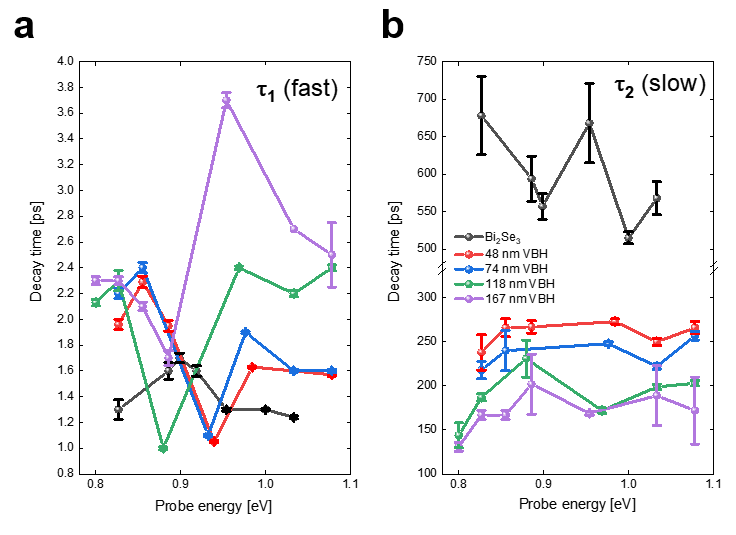 a
τ₁ (fast)
4.0
3.8
3.6
3.4
3.2
3.0
2.8
2.6
2.4
2.2
2.0
1.8
1.6
1.4
1.2
1.0
0.8
Decay time [ps]
0.8
0.9
1.0
1.1
Probe energy [eV]
b
τ₂ (slow)
750
700
650
600
550
500
300
250
200
150
100
Decay time [ps]
Bi₂Se₃
48 nm VBH
74 nm VBH
118 nm VBH
167 nm VBH
0.8
0.9
1.0
1.1
Probe energy [eV]